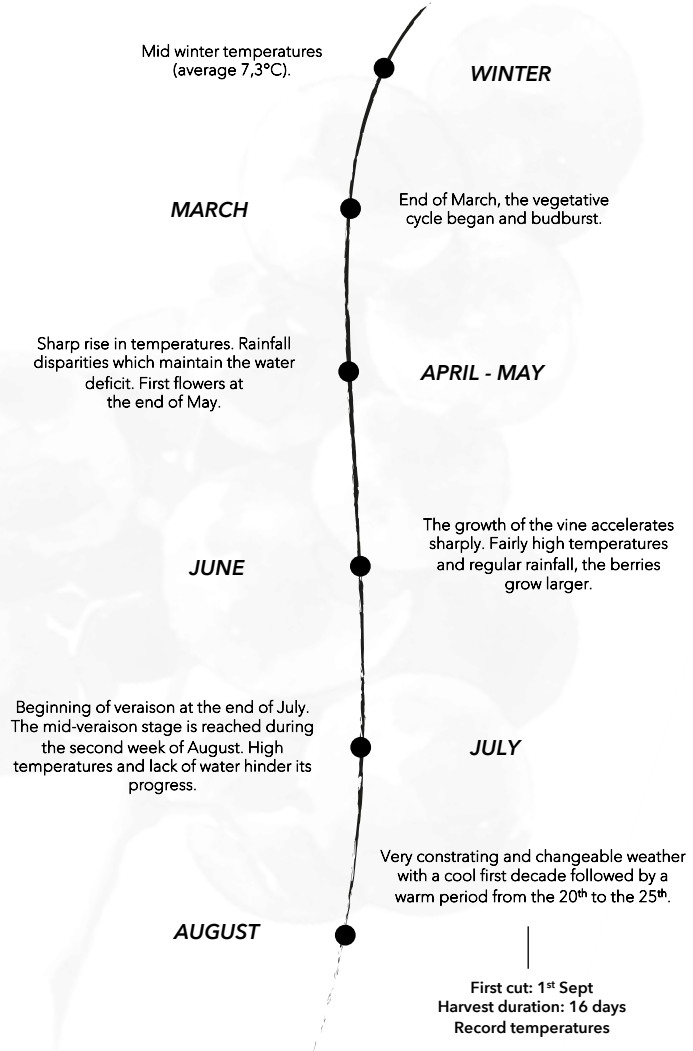 Mid winter temperatures
(average 7,3°C).
WINTER
MARCH
End of March, the vegetative
cycle began and budburst.
Sharp rise in temperatures. Rainfall
disparities which maintain the water
deficit. First flowers at
the end of May.
APRIL - MAY
JUNE
The growth of the vine accelerates
sharply. Fairly high temperatures
and regular rainfall, the berries
grow larger.
Beginning of veraison at the end of July.
The mid-veraison stage is reached during
the second week of August. High
temperatures and lack of water hinder its
progress.
JULY
AUGUST
Very constrating and changeable weather
with a cool first decade followed by a
warm period from the 20th to the 25th.
First cut: 1st Sept
Harvest duration: 16 days
Record temperatures